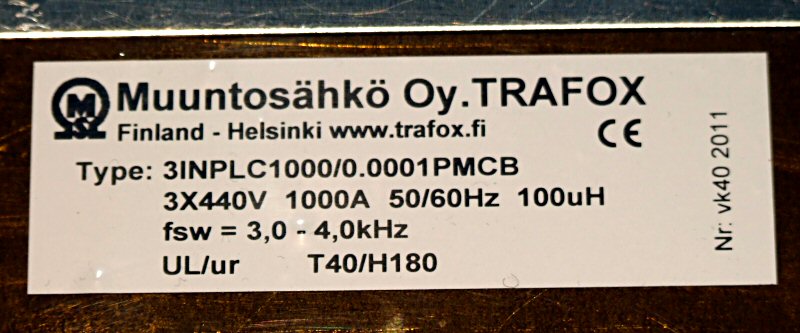 Muuntosähkö Oy.TRAFOX
Finland - Helsinki www.trafox.fi
CE
Type: 3INPLC1000/0.0001PMCB
3X440V 1000A 50/60Hz 100uH
fsw = 3,0 - 4,0kHz
UL/ur T40/H180
Nr: vk40 2011